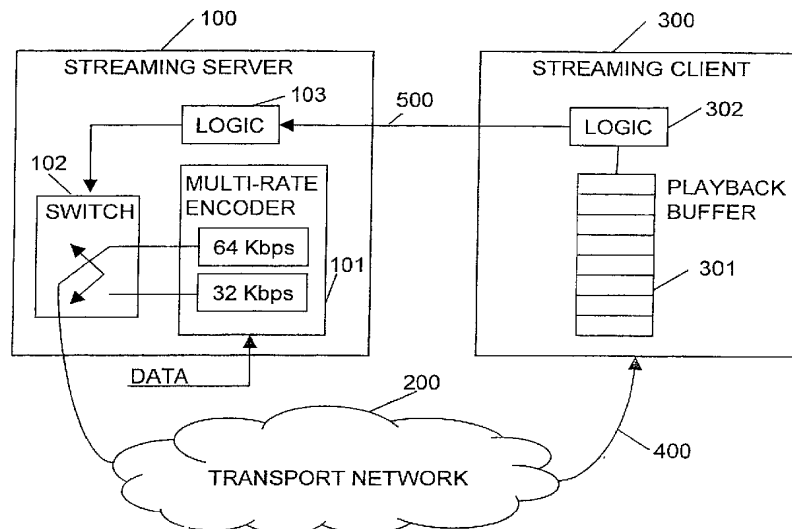 100
STREAMING SERVER
103
LOGIC
102
SWITCH
MULTI-RATE
ENCODER
64 Kbps
32 Kbps
101
DATA
500
300
STREAMING CLIENT
LOGIC
302
PLAYBACK
BUFFER
301
200
TRANSPORT NETWORK
400